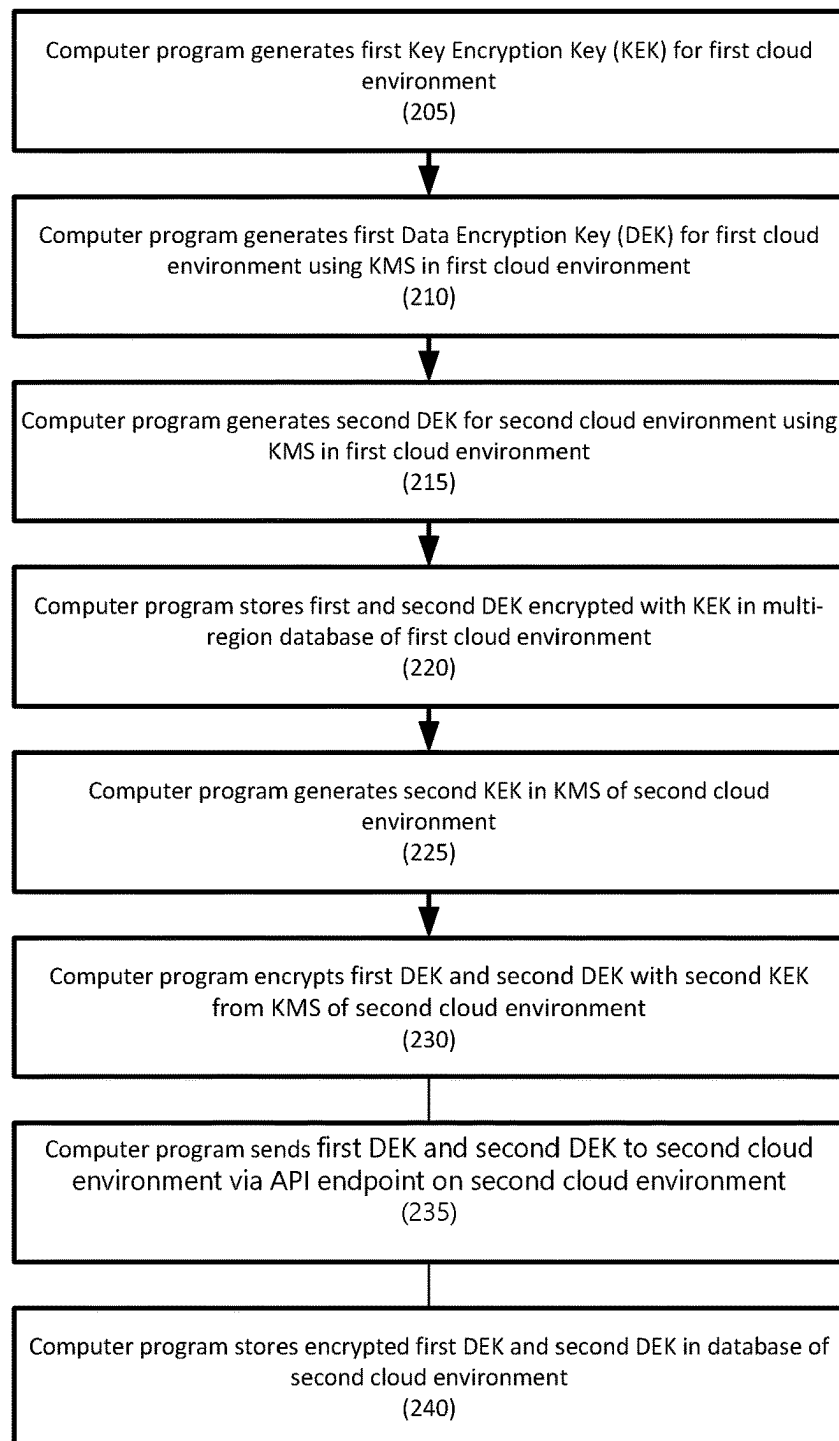 Computer program generates first Key Encryption Key (KEK) for first cloud
environment
(205)
Computer program generates first Data Encryption Key (DEK) for first cloud
environment using KMS in first cloud environment
(210)
Computer program generates second DEK for second cloud environment using
KMS in first cloud environment
(215)
Computer program stores first and second DEK encrypted with KEK in multi-
region database of first cloud environment
(220)
Computer program generates second KEK in KMS of second cloud
environment
(225)
Computer program encrypts first DEK and second DEK with second KEK
from KMS of second cloud environment
(230)
Computer program sends first DEK and second DEK to second cloud
environment via API endpoint on second cloud environment
(235)
Computer program stores encrypted first DEK and second DEK in database of
second cloud environment
(240)